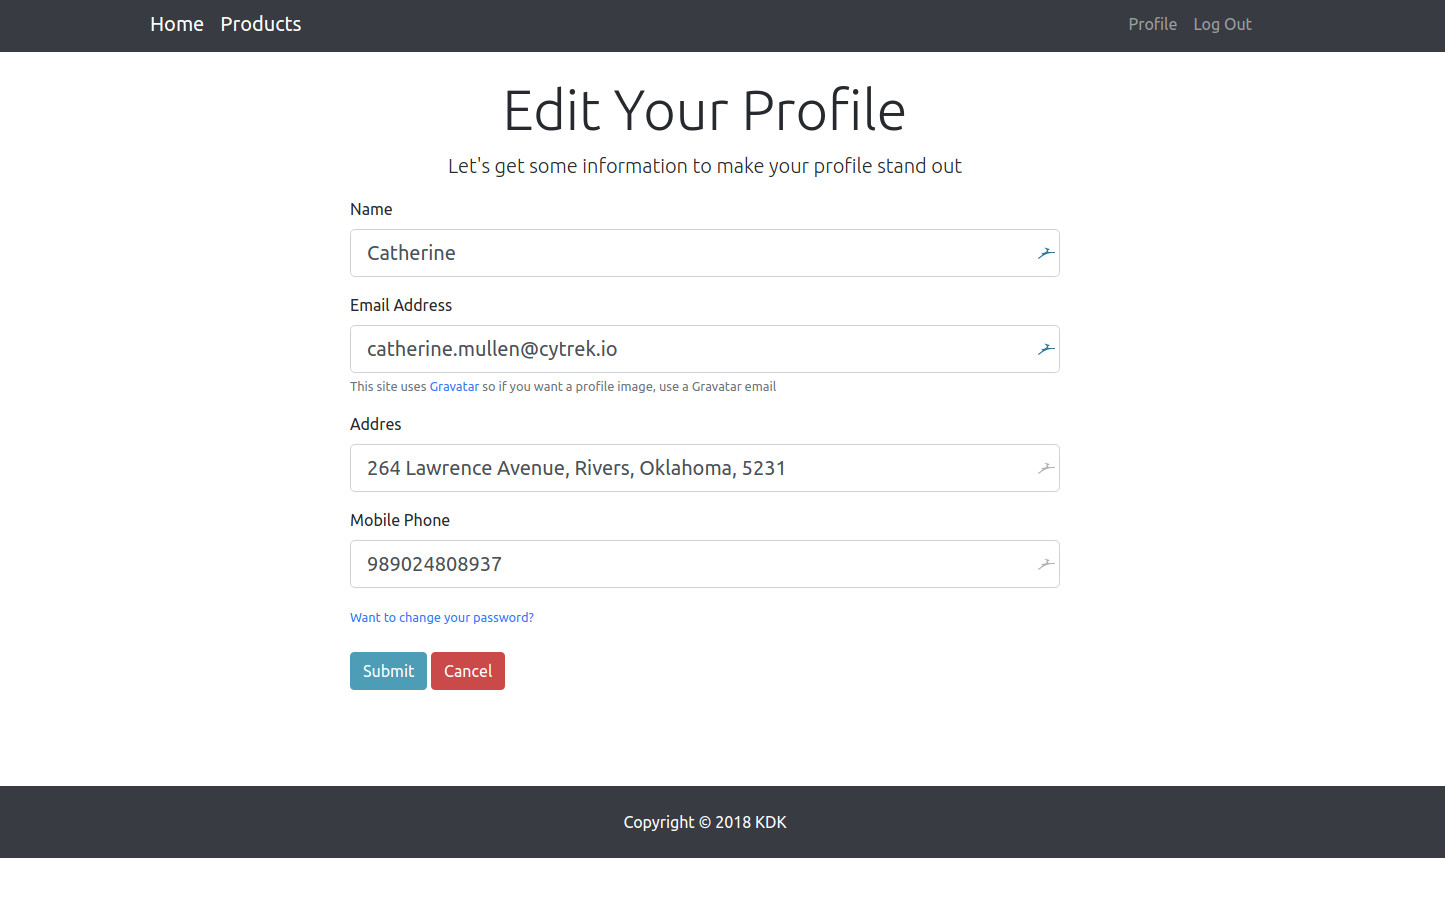 Home Products Profile Log Out
Edit Your Profile
Let's get some information to make your profile stand out
Name
Catherine
Email Address
catherine.mullen@cytrek.io
This site uses Gravatar so if you want a profile image, use a Gravatar email
Addres
264 Lawrence Avenue, Rivers, Oklahoma, 5231
Mobile Phone
989024808937
Want to change your password?
Submit Cancel
Copyright © 2018 KDK